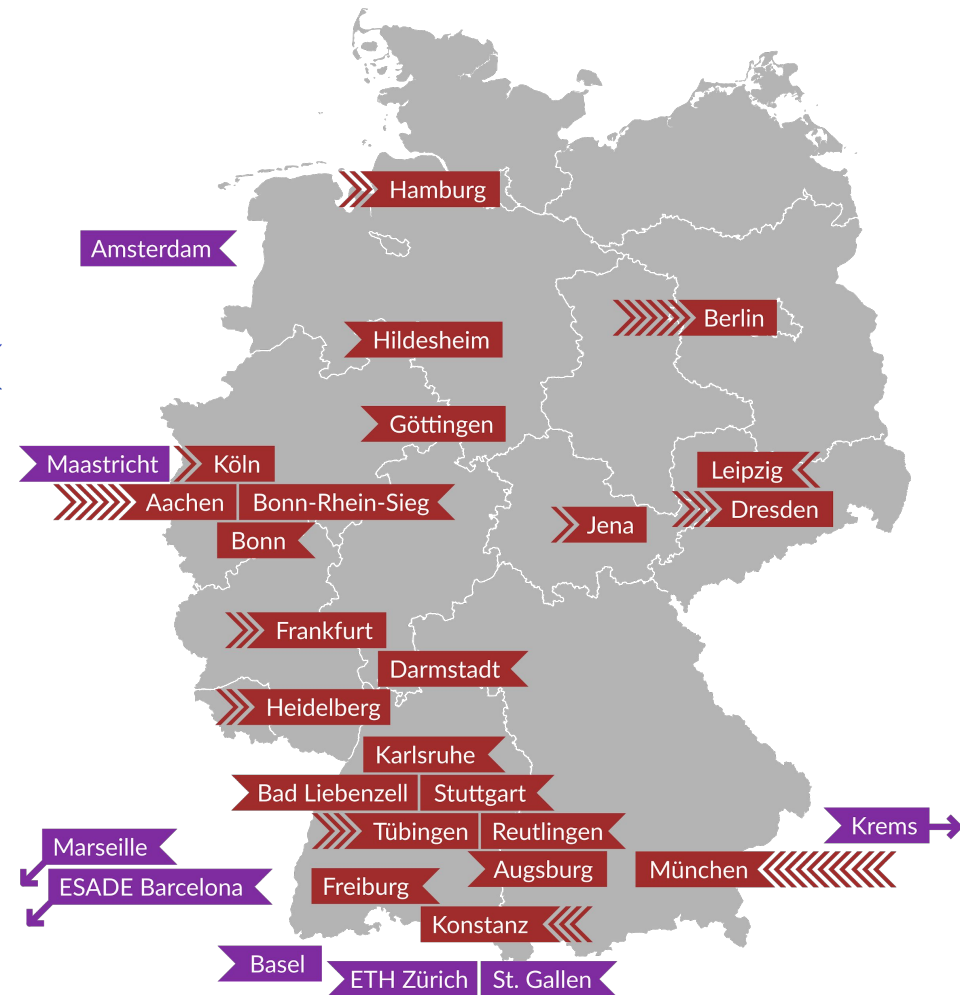 Hamburg
Amsterdam
Berlin
Hildesheim
Göttingen
Maastricht
Köln
Leipzig
Aachen
Bonn-Rhein-Sieg
Dresden
Jena
Bonn
Frankfurt
Darmstadt
Heidelberg
Karlsruhe
Bad Liebenzell
Stuttgart
Krems
Tübingen
Reutlingen
Marseille
Augsburg
München
ESADE Barcelona
Freiburg
Konstanz
Basel
ETH Zürich
St. Gallen